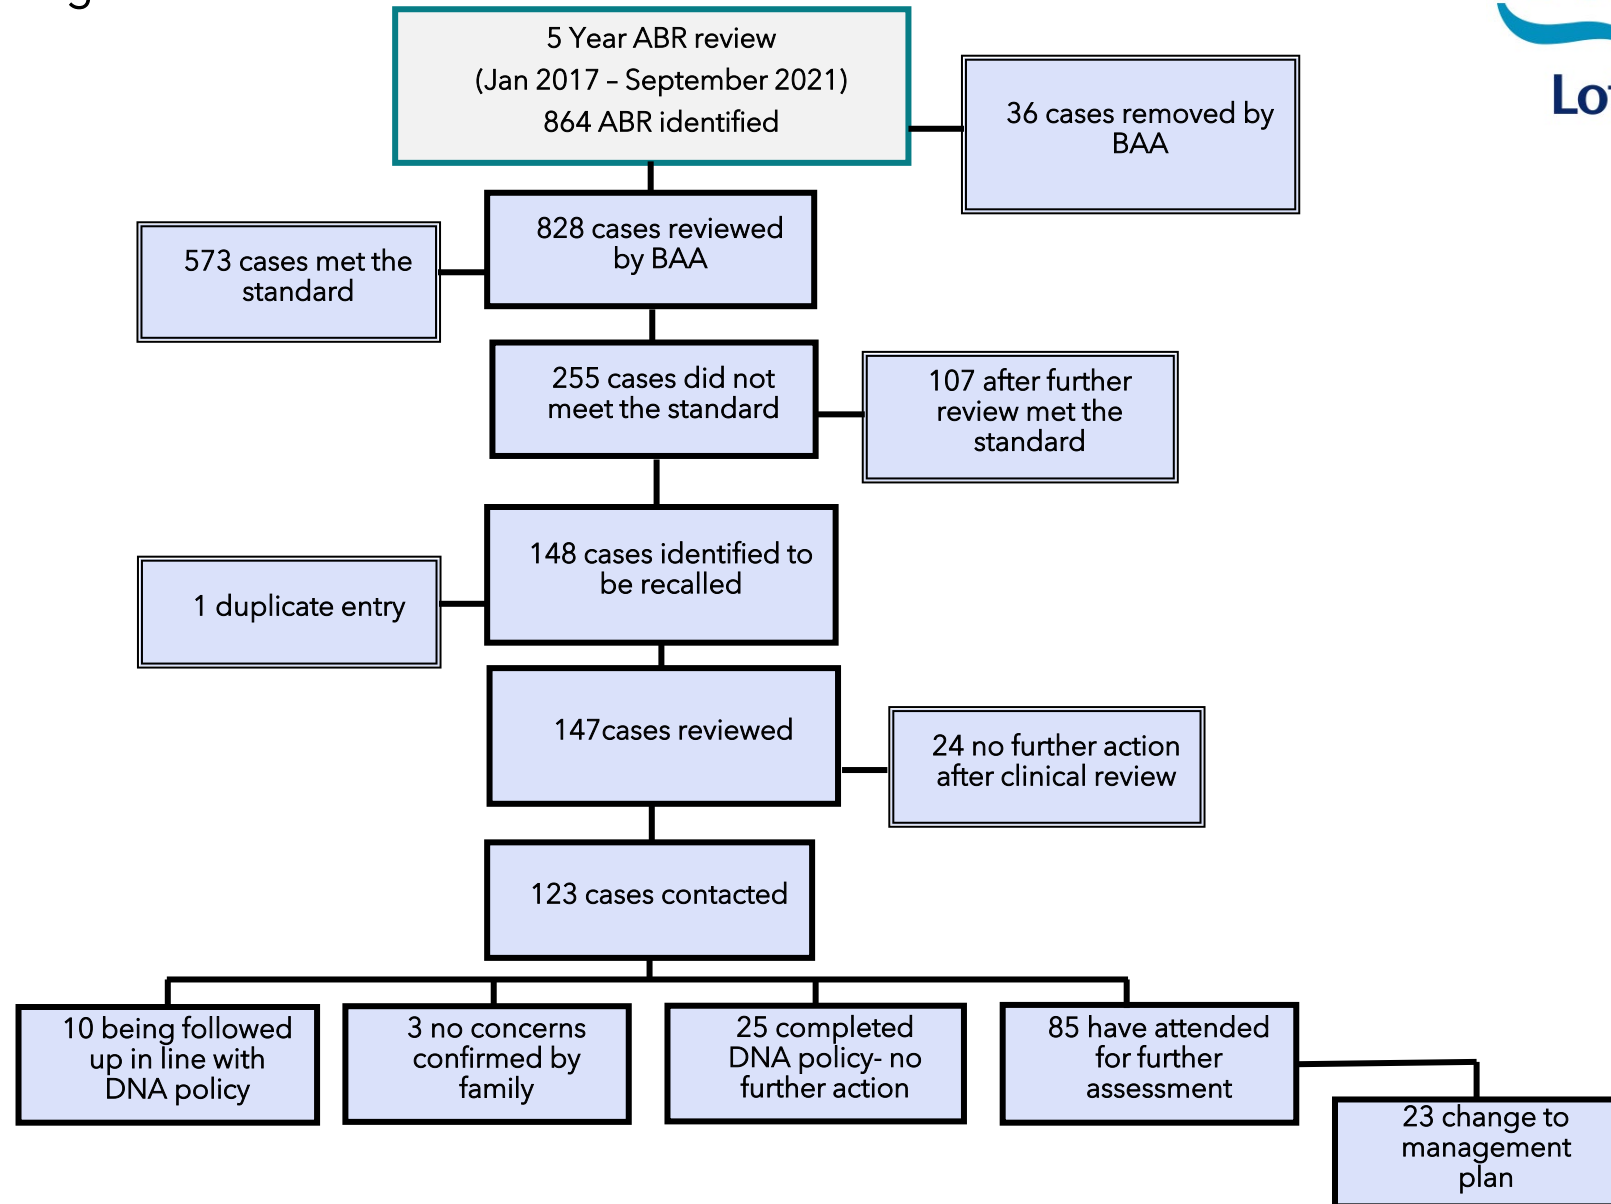 5 Year ABR review
(Jan 2017 – September 2021)
864 ABR identified
36 cases removed by
BAA
Lo
828 cases reviewed
by BAA
573 cases met the
standard
255 cases did not
meet the standard
107 after further
review met the
standard
148 cases identified to
be recalled
1 duplicate entry
147cases reviewed
24 no further action
after clinical review
123 cases contacted
10 being followed
up in line with
DNA policy
3 no concerns
confirmed by
family
25 completed
DNA policy- no
further action
85 have attended
for further
assessment
23 change to
management
plan